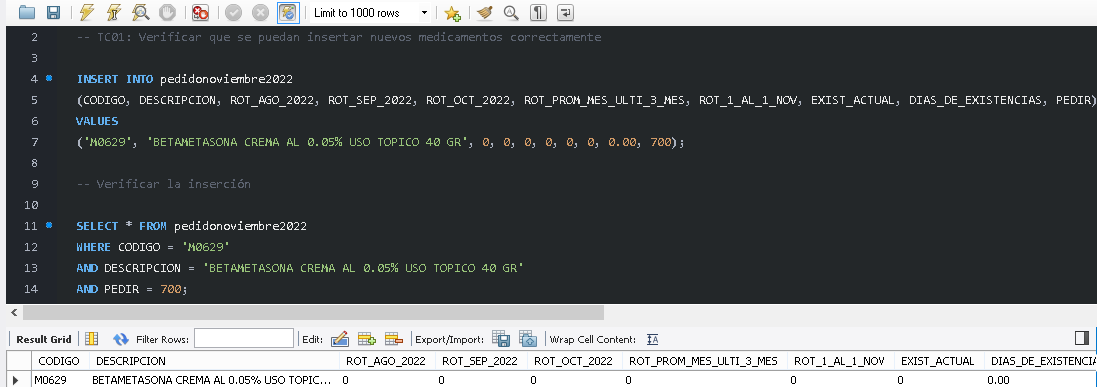 Limit to 1000 rows
2 -- TC01: Verificar que se puedan insertar nuevos medicamentos correctamente
3
4 INSERT INTO pedidonoviembre2022
5 (CODIGO, DESCRIPCION, ROT_AGO_2022, ROT_SEP_2022, ROT_OCT_2022, ROT_PROM_MES_ULTI_3_MES, ROT_1_AL_1_NOV, EXIST_ACTUAL, DIAS_DE_EXISTENCIAS, PEDIR)
6 VALUES
7 ('M0629', 'BETAMETASONA CREMA AL 0.05% USO TOPICO 40 GR', 0, 0, 0, 0, 0, 0, 0.00, 700);
8
9 -- Verificar la inserción
10
11 SELECT * FROM pedidonoviembre2022
12 WHERE CODIGO = 'M0629'
13 AND DESCRIPCION = 'BETAMETASONA CREMA AL 0.05% USO TOPICO 40 GR'
14 AND PEDIR = 700;
Result Grid Filter Rows: Edit: Export/Import: Wrap Cell Content:
CODIGO DESCRIPCION ROT_AGO_2022 ROT_SEP_2022 ROT_OCT_2022 ROT_PROM_MES_ULTI_3_MES ROT_1_AL_1_NOV EXIST_ACTUAL DIAS_DE_EXISTENCIA
M0629 BETAMETASONA CREMA AL 0.05% USO TOPIC... 0 0 0 0 0 0 0.00